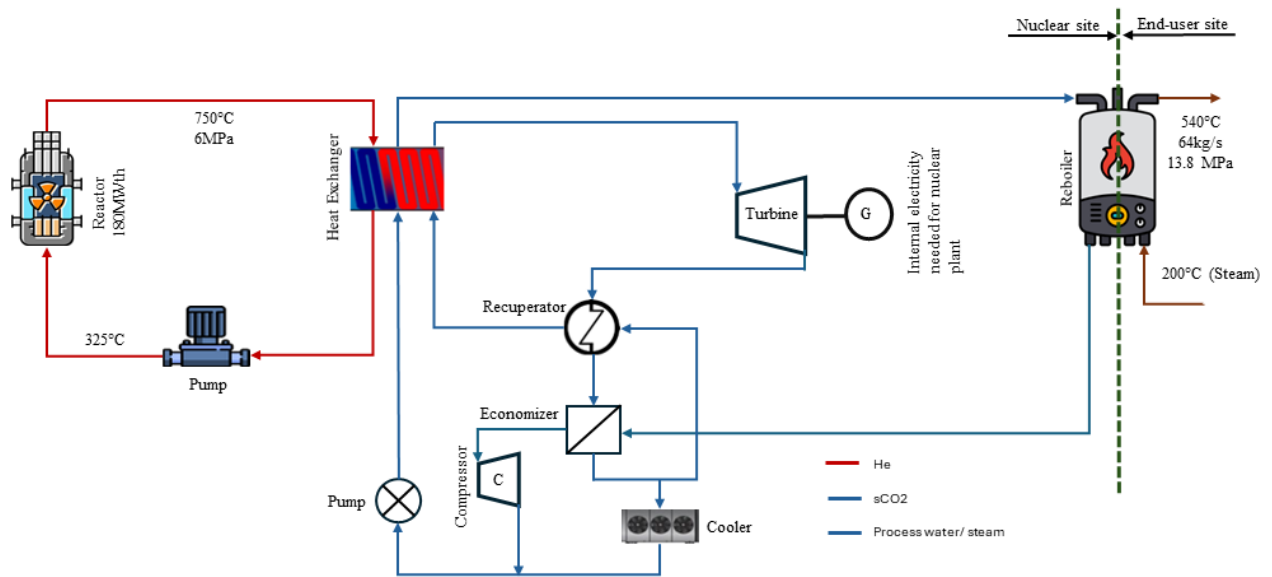 Nuclear site
End-user site
750°C
6MPa
540°C
64kg/s
13.8 MPa
Reactor
180MWth
Heat Exchanger
Turbine
G
Internal electricity
needed for nuclear
plant
Reboiler
200°C (Steam)
Recuperator
325°C
Pump
Economizer
Compressor
C
Pump
Cooler
He
sCO2
Process water/ steam